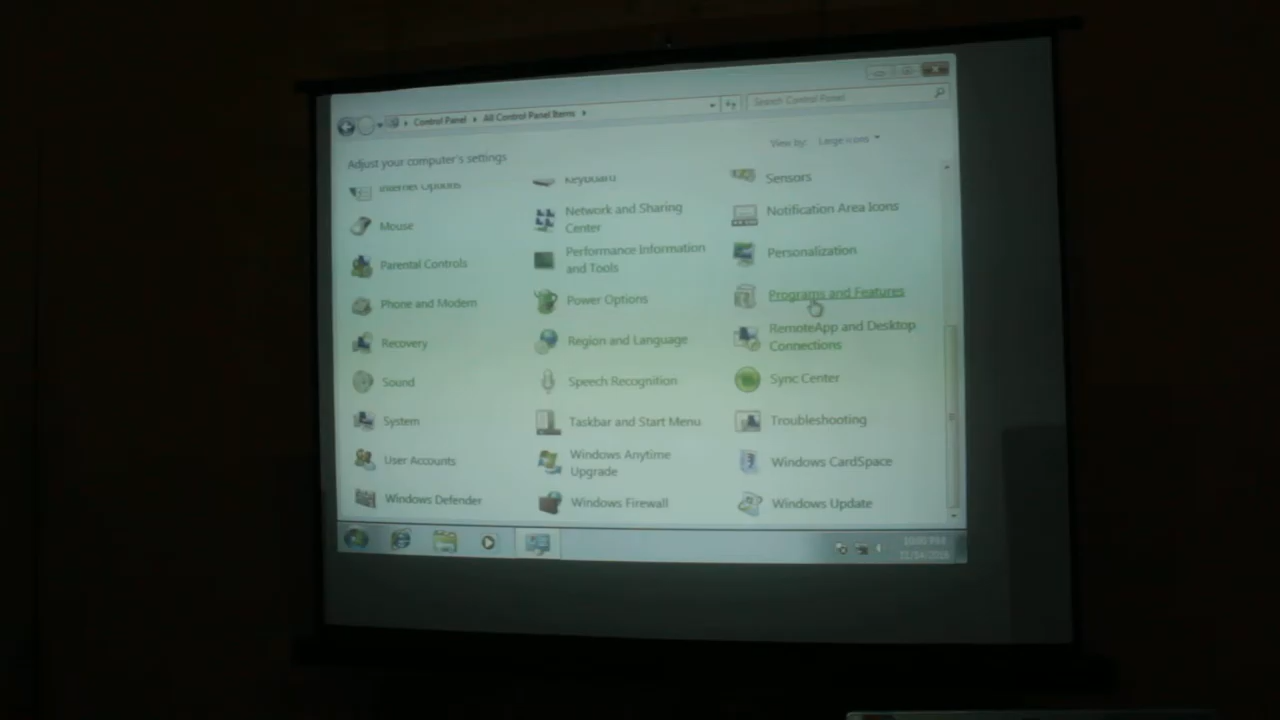 Control Panel All Control Panel Items
Search Control Panel
Adjust your computer's settings
View by: Large icons
Internet Options
Keyboard
Sensors
Mouse
Network and Sharing
Center
Notification Area Icons
Parental Controls
Performance Information
and Tools
Personalization
Phone and Modem
Power Options
Programs and Features
Recovery
Region and Language
RemoteApp and Desktop
Connections
Sound
Speech Recognition
Sync Center
System
Taskbar and Start Menu
Troubleshooting
User Accounts
Windows Anytime
Upgrade
Windows CardSpace
Windows Defender
Windows Firewall
Windows Update